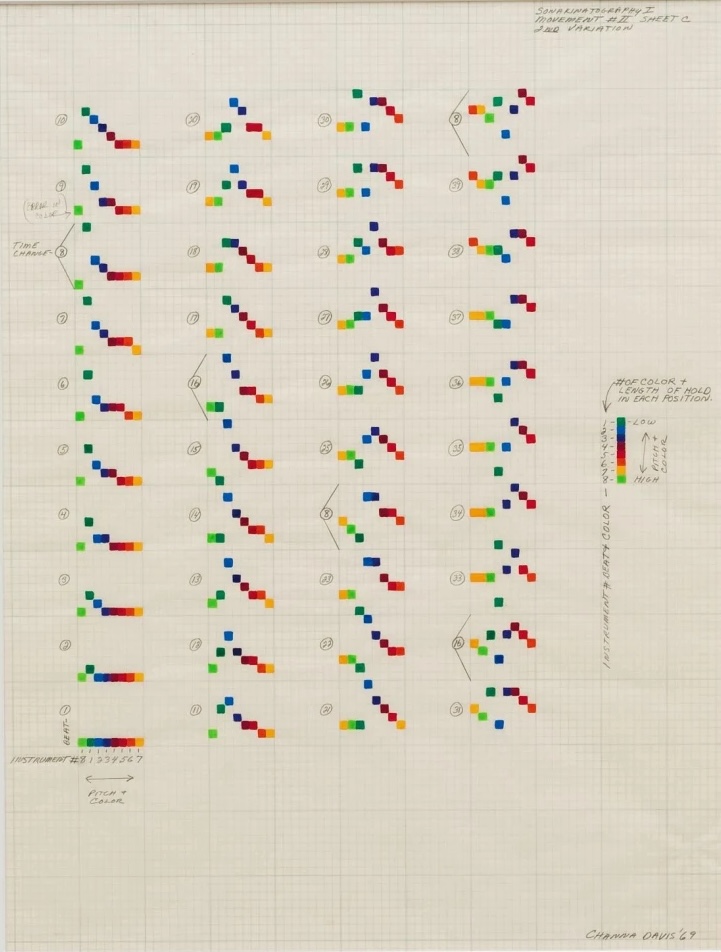 SONAKINATOGRAPHY I
MOVEMENT #II SHEET C
2ND VARIATION
10
9
COLOR
TIME
CHANGE-
8
7
6
5
4
3
2
1
BEAT-
INSTRUMENT #8 1 2 3 4 5 6 7
PITCH +
COLOR
20
19
18
17
16
15
14
13
11
30
29
28
27
26
25
8
23
22
21
8
39
38
37
36
35
34
33
16
31
# OF COLOR +
LENGTH OF HOLD
IN EACH POSITION.
1
2
3
4
5
6
7
8
-LOW
PITCH +
COLOR
HIGH
INSTRUMENT # BEAT & COLOR
CHANNA DAVIS '69